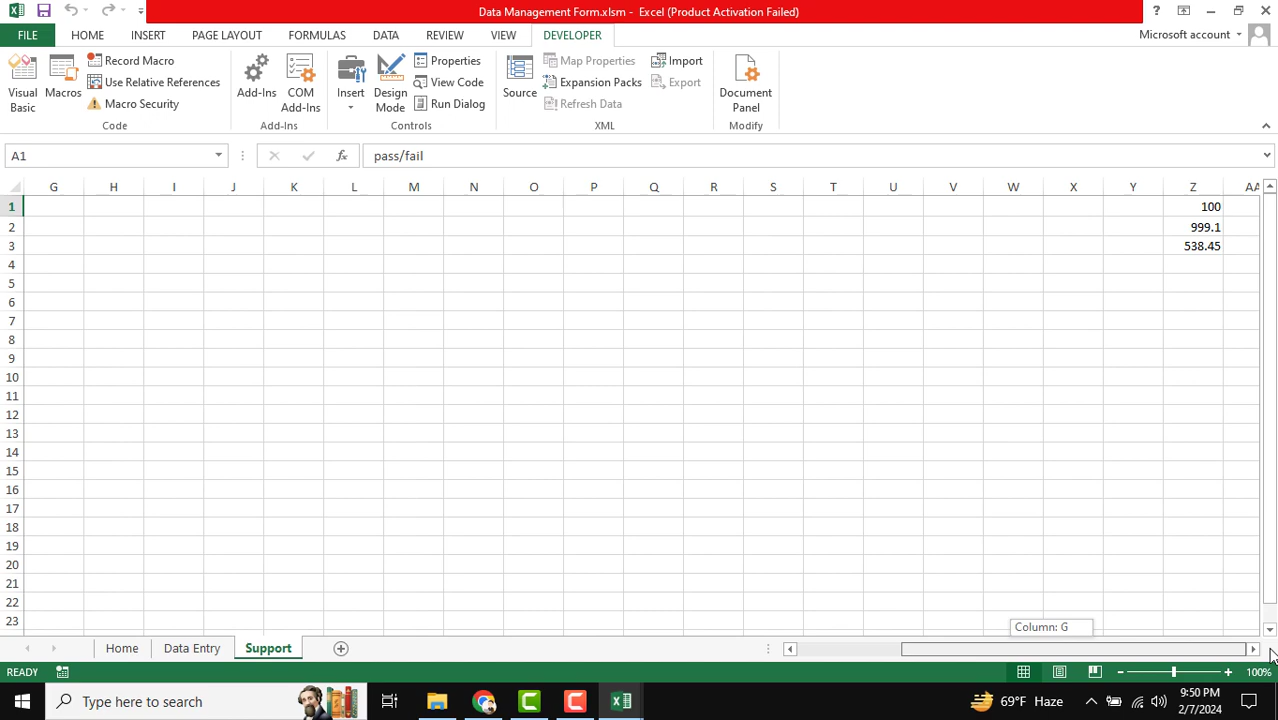 Data Management Form.xlsm - Excel (Product Activation Failed)
FILE HOME INSERT PAGE LAYOUT FORMULAS DATA REVIEW VIEW DEVELOPER Microsoft account
Visual Basic
Macros
Record Macro
Use Relative References
Macro Security
Code
Add-Ins
COM Add-Ins
Add-Ins
Insert
Design Mode
Properties
View Code
Run Dialog
Controls
Source
Map Properties
Expansion Packs
Refresh Data
Import
Export
XML
Document Panel
Modify
A1 fx pass/fail
G H I J K L M N O P Q R S T U V W X Y Z AA
1 100
2 999.1
3 538.45
4
5
6
7
8
9
10
11
12
13
14
15
16
17
18
19
20
21
22
23
Column: G
Home Data Entry Support
READY 100%
Type here to search 69°F Haze 9:50 PM
2/7/2024